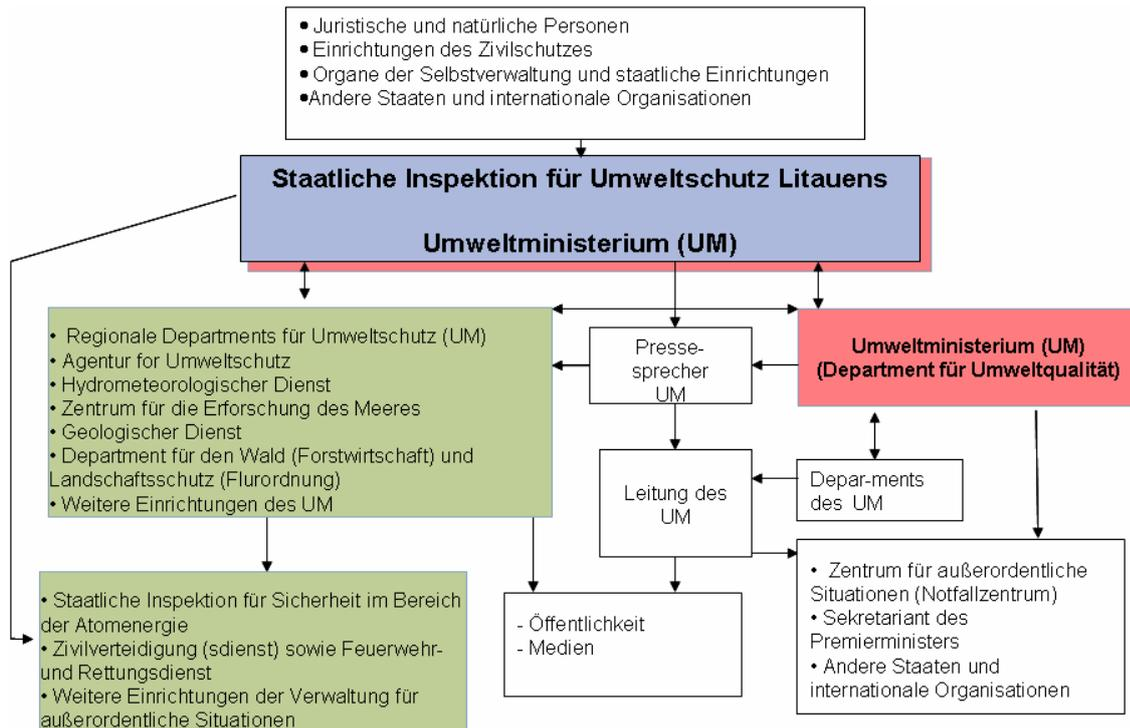 • Juristische und natürliche Personen
• Einrichtungen des Zivilschutzes
• Organe der Selbstverwaltung und staatliche Einrichtungen
•Andere Staaten und internationale Organisationen
Staatliche Inspektion für Umweltschutz Litauens
Umweltministerium (UM)
• Regionale Departments für Umweltschutz (UM)
• Agentur for Umweltschutz
• Hydrometeorologischer Dienst
• Zentrum für die Erforschung des Meeres
• Geologischer Dienst
• Department für den Wald (Forstwirtschaft) und
Landschaftsschutz (Flurordnung)
• Weitere Einrichtungen des UM
Presse-
sprecher
UM
Umweltministerium (UM)
(Department für Umweltqualität)
Leitung des
UM
Depar-ments
des UM
• Staatliche Inspektion für Sicherheit im Bereich
der Atomenergie
• Zivilverteidigung (sdienst) sowie Feuerwehr-
und Rettungsdienst
• Weitere Einrichtungen der Verwaltung für
außerordentliche Situationen
- Öffentlichkeit
- Medien
• Zentrum für außerordentliche
Situationen (Notfallzentrum)
• Sekretariant des
Premierministers
• Andere Staaten und
internationale Organisationen